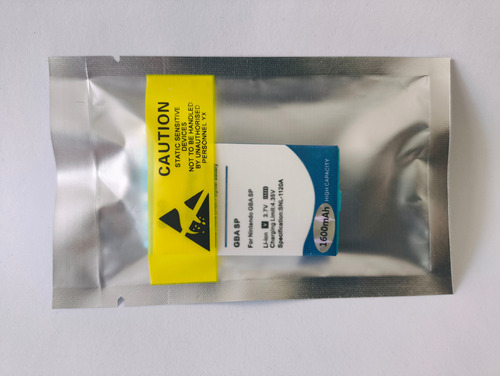 CAUTION
STATIC SENSITIVE
DEVICES
NOT TO BE HANDLED
BY UNAUTHORISED
PERSONNEL YX
GBA SP
For Nintendo GBA SP
Li-ion 3.7V
Charging Limit:4.35V
Specification:SNL-1120A
1600mAh HIGH CAPACITY